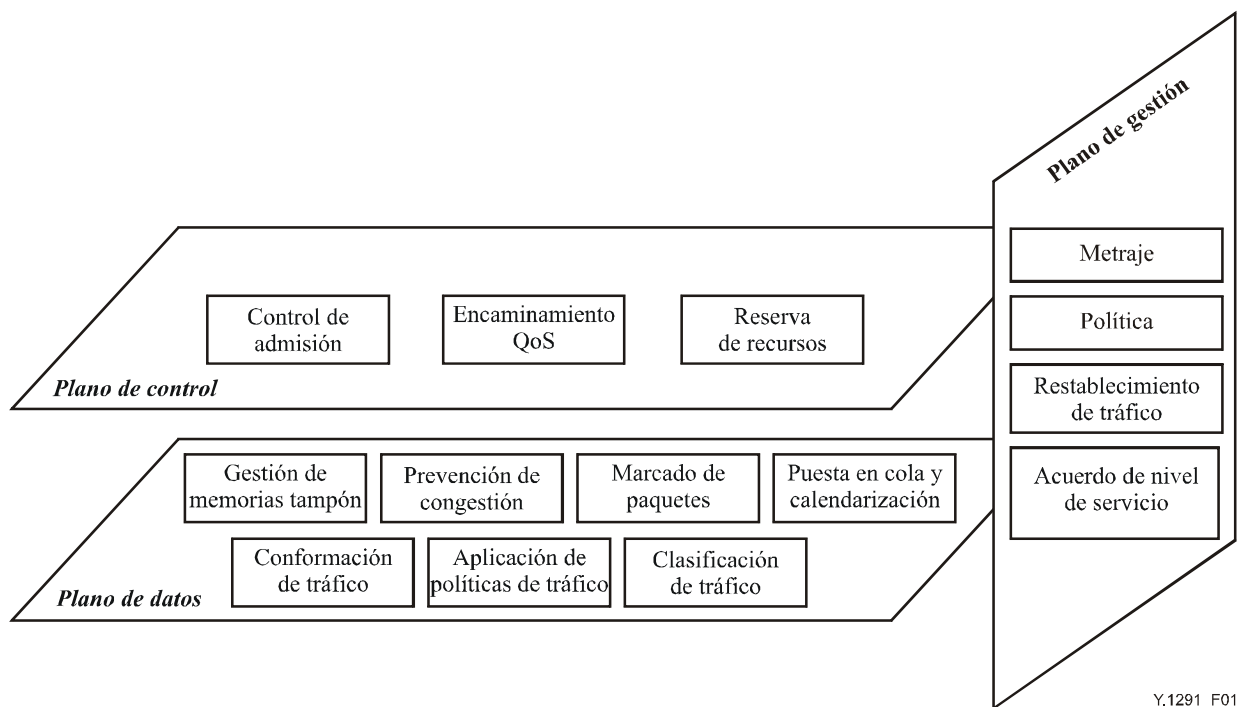 Plano de gestión
Metraje
Política
Restablecimiento
de tráfico
Acuerdo de nivel
de servicio
Control de
admisión
Encaminamiento
QoS
Reserva
de recursos
Plano de control
Gestión de
memorias tampón
Prevención de
congestión
Marcado de
paquetes
Puesta en cola y
calendarización
Conformación
de tráfico
Aplicación de
políticas de tráfico
Clasificación
de tráfico
Plano de datos
Y.1291_F01